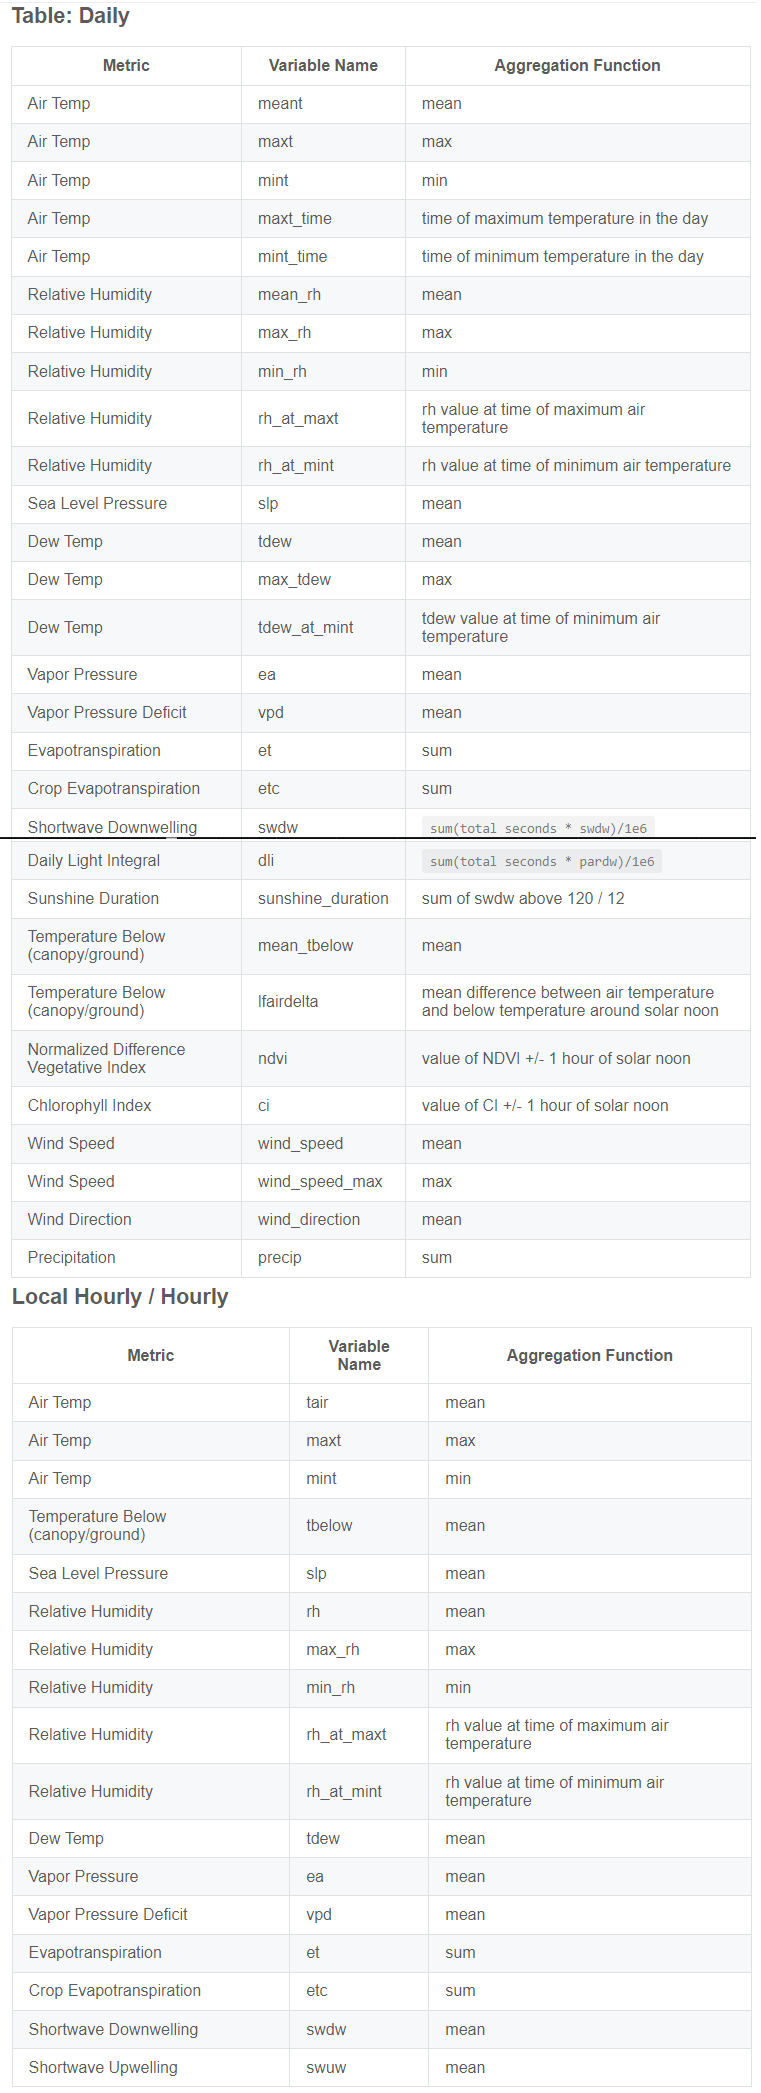 Table: Daily
Metric Variable Name Aggregation Function
Air Temp meant mean
Air Temp maxt max
Air Temp mint min
Air Temp maxt_time time of maximum temperature in the day
Air Temp mint_time time of minimum temperature in the day
Relative Humidity mean_rh mean
Relative Humidity max_rh max
Relative Humidity min_rh min
Relative Humidity rh_at_maxt rh value at time of maximum air
temperature
Relative Humidity rh_at_mint rh value at time of minimum air temperature
Sea Level Pressure slp mean
Dew Temp tdew mean
Dew Temp max_tdew max
Dew Temp tdew_at_mint tdew value at time of minimum air
temperature
Vapor Pressure ea mean
Vapor Pressure Deficit vpd mean
Evapotranspiration et sum
Crop Evapotranspiration etc sum
Shortwave Downwelling swdw sum(total seconds * swdw)/1e6
Daily Light Integral dli sum(total seconds * pardw)/1e6
Sunshine Duration sunshine_duration sum of swdw above 120 / 12
Temperature Below
(canopy/ground) mean_tbelow mean
Temperature Below
(canopy/ground) lfairdelta mean difference between air temperature
and below temperature around solar noon
Normalized Difference
Vegetative Index ndvi value of NDVI +/- 1 hour of solar noon
Chlorophyll Index ci value of CI +/- 1 hour of solar noon
Wind Speed wind_speed mean
Wind Speed wind_speed_max max
Wind Direction wind_direction mean
Precipitation precip sum
Local Hourly / Hourly
Metric Variable
Name Aggregation Function
Air Temp tair mean
Air Temp maxt max
Air Temp mint min
Temperature Below
(canopy/ground) tbelow mean
Sea Level Pressure slp mean
Relative Humidity rh mean
Relative Humidity max_rh max
Relative Humidity min_rh min
Relative Humidity rh_at_maxt rh value at time of maximum air
temperature
Relative Humidity rh_at_mint rh value at time of minimum air
temperature
Dew Temp tdew mean
Vapor Pressure ea mean
Vapor Pressure Deficit vpd mean
Evapotranspiration et sum
Crop Evapotranspiration etc sum
Shortwave Downwelling swdw mean
Shortwave Upwelling swuw mean